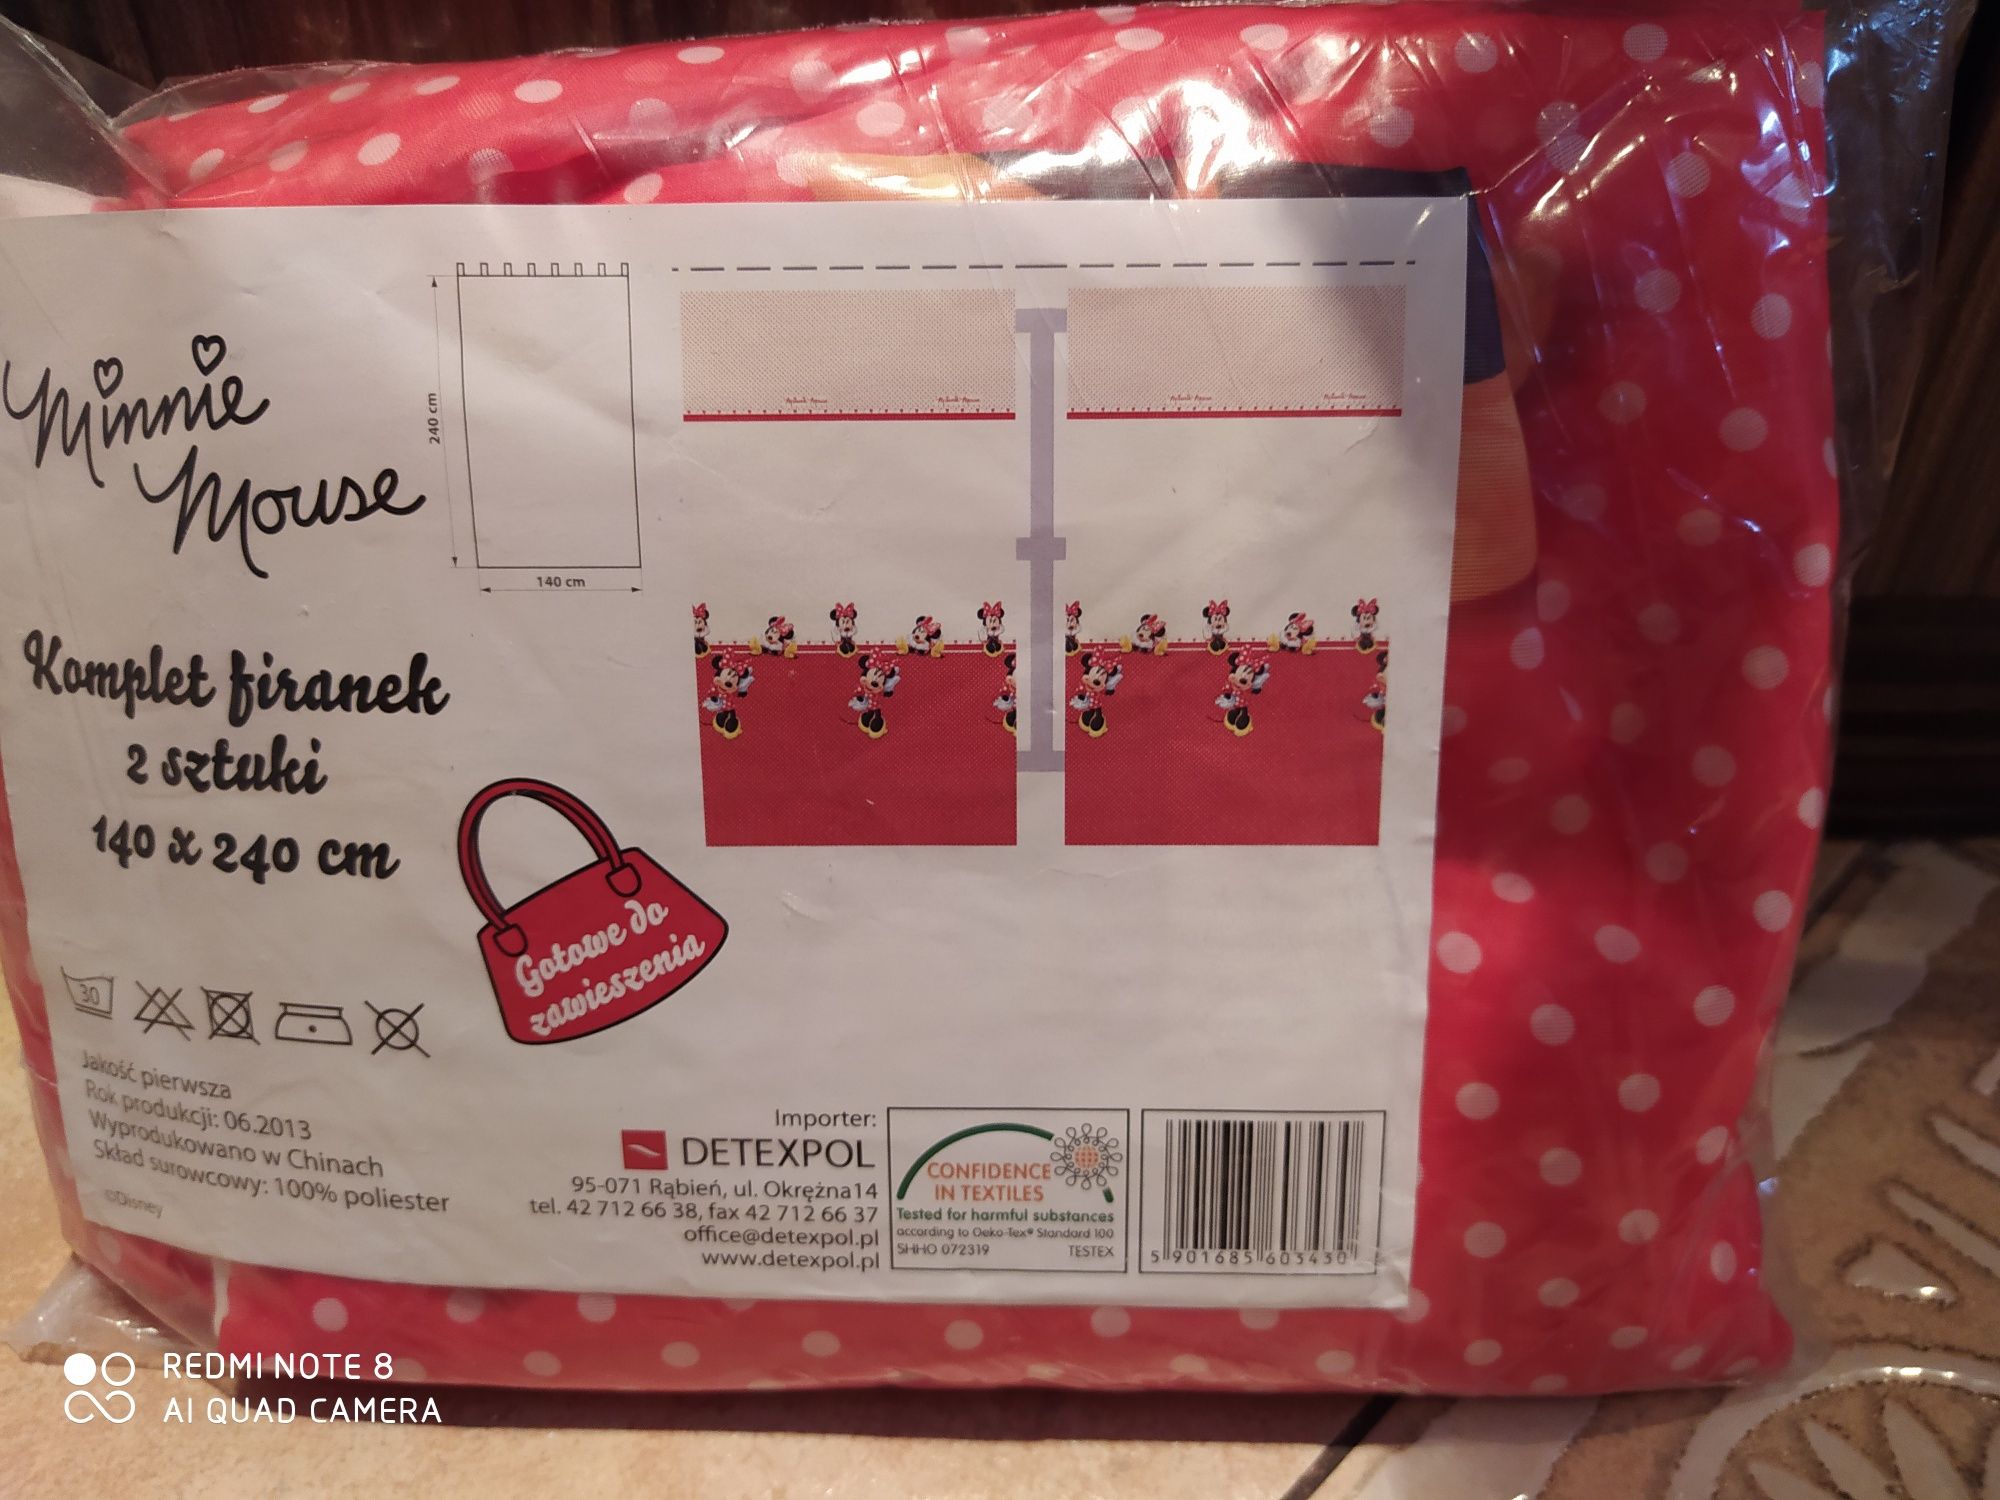 Minnie
Mouse
240 cm
140 cm
Komplet firanek
2 sztuki
140 x 240 cm
Gotowe do
zawieszenia
30
Jakość pierwsza
Rok produkcji: 06.2013
Wyprodukowano w Chinach
Skład surowcowy: 100% poliester
©Disney
Importer:
DETEXPOL
95-071 Rąbień, ul. Okrężna14
tel. 42 712 66 38, fax 42 712 66 37
office@detexpol.pl
www.detexpol.pl
CONFIDENCE
IN TEXTILES
Tested for harmful substances
according to Oeko-Tex® Standard 100
SHHO 072319 TESTEX
5 901685 603430
REDMI NOTE 8
AI QUAD CAMERA